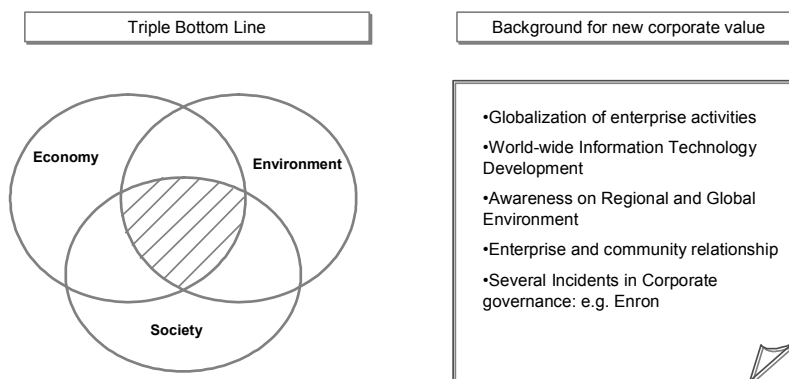 Triple Bottom Line
Economy
Environment
Society
Background for new corporate value
•Globalization of enterprise activities
•World-wide Information Technology
Development
•Awareness on Regional and Global
Environment
•Enterprise and community relationship
•Several Incidents in Corporate
governance: e.g. Enron